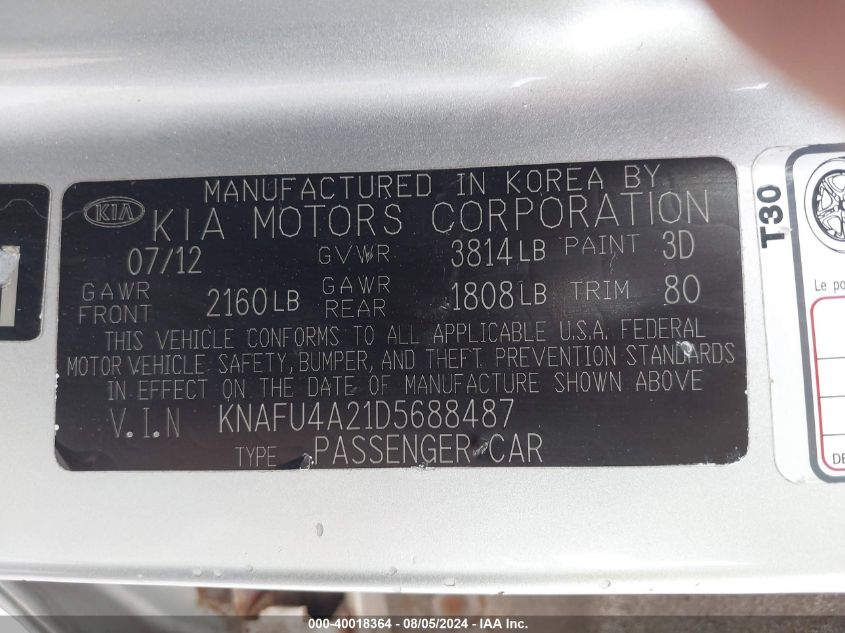 MANUFACTURED IN KOREA BY
KIA KIA MOTORS CORPORATION
07/12 GVWR 3814LB PAINT 3D
GAWR FRONT 2160LB GAWR REAR 1808LB TRIM 80
THIS VEHICLE CONFORMS TO ALL APPLICABLE U.S.A. FEDERAL
MOTOR VEHICLE SAFETY, BUMPER, AND THEFT PREVENTION STANDARDS
IN EFFECT ON THE DATE OF MANUFACTURE SHOWN ABOVE
V.I.N KNAFU4A21D5688487
TYPE PASSENGER CAR
T30
Le po
DE
000-40018364 - 08/05/2024 - IAA Inc.